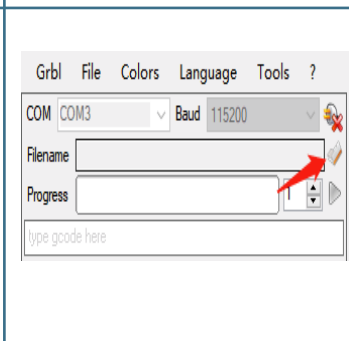 Grbl File Colors Language Tools ?
COM COM3 Baud 115200
Filename
Progress 1
type gcode here